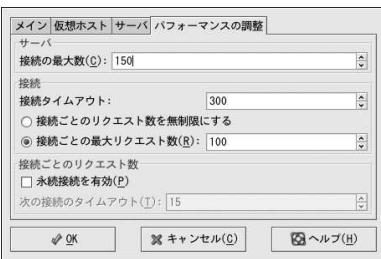 メイン 仮想ホスト サーバ パフォーマンスの調整
サーバ
接続の最大数(C): 150
接続
接続タイムアウト: 300
接続ごとのリクエスト数を無制限にする
接続ごとの最大リクエスト数(R): 100
接続ごとのリクエスト数
永続接続を有効(P)
次の接続のタイムアウト(T): 15
OK キャンセル(C) ヘルプ(H)